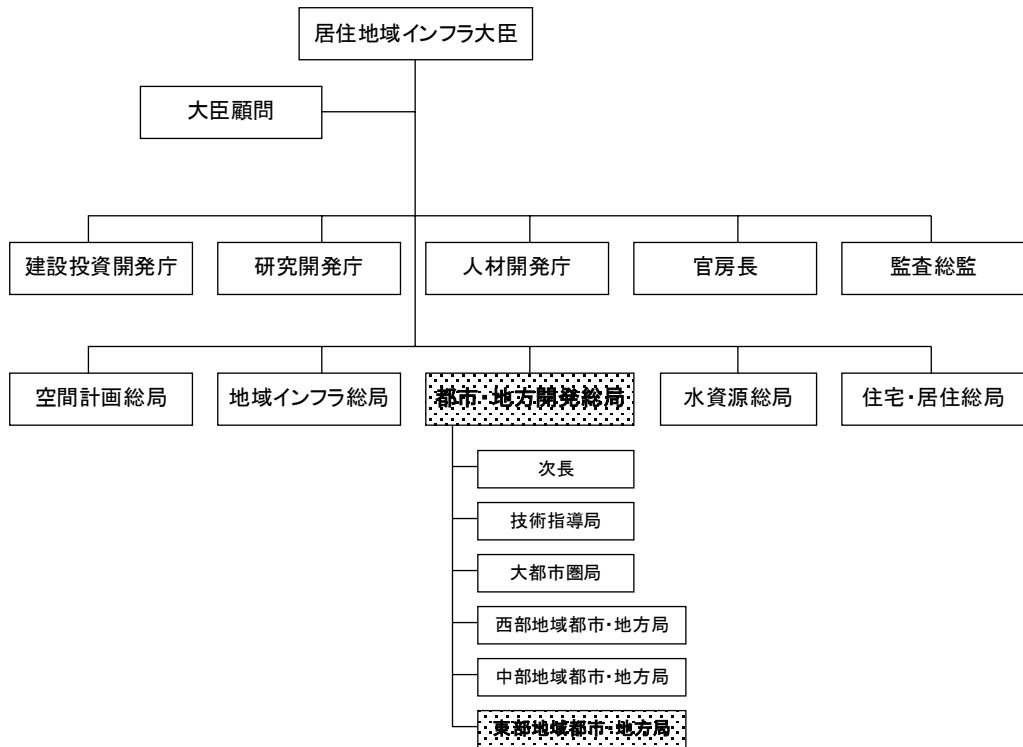 居住地域インフラ大臣
大臣顧問
建設投資開発庁
研究開発庁
人材開発庁
官房長
監査総監
空間計画総局
地域インフラ総局
都市・地方開発総局
水資源総局
住宅・居住総局
次長
技術指導局
大都市圏局
西部地域都市・地方局
中部地域都市・地方局
東部地域都市・地方局